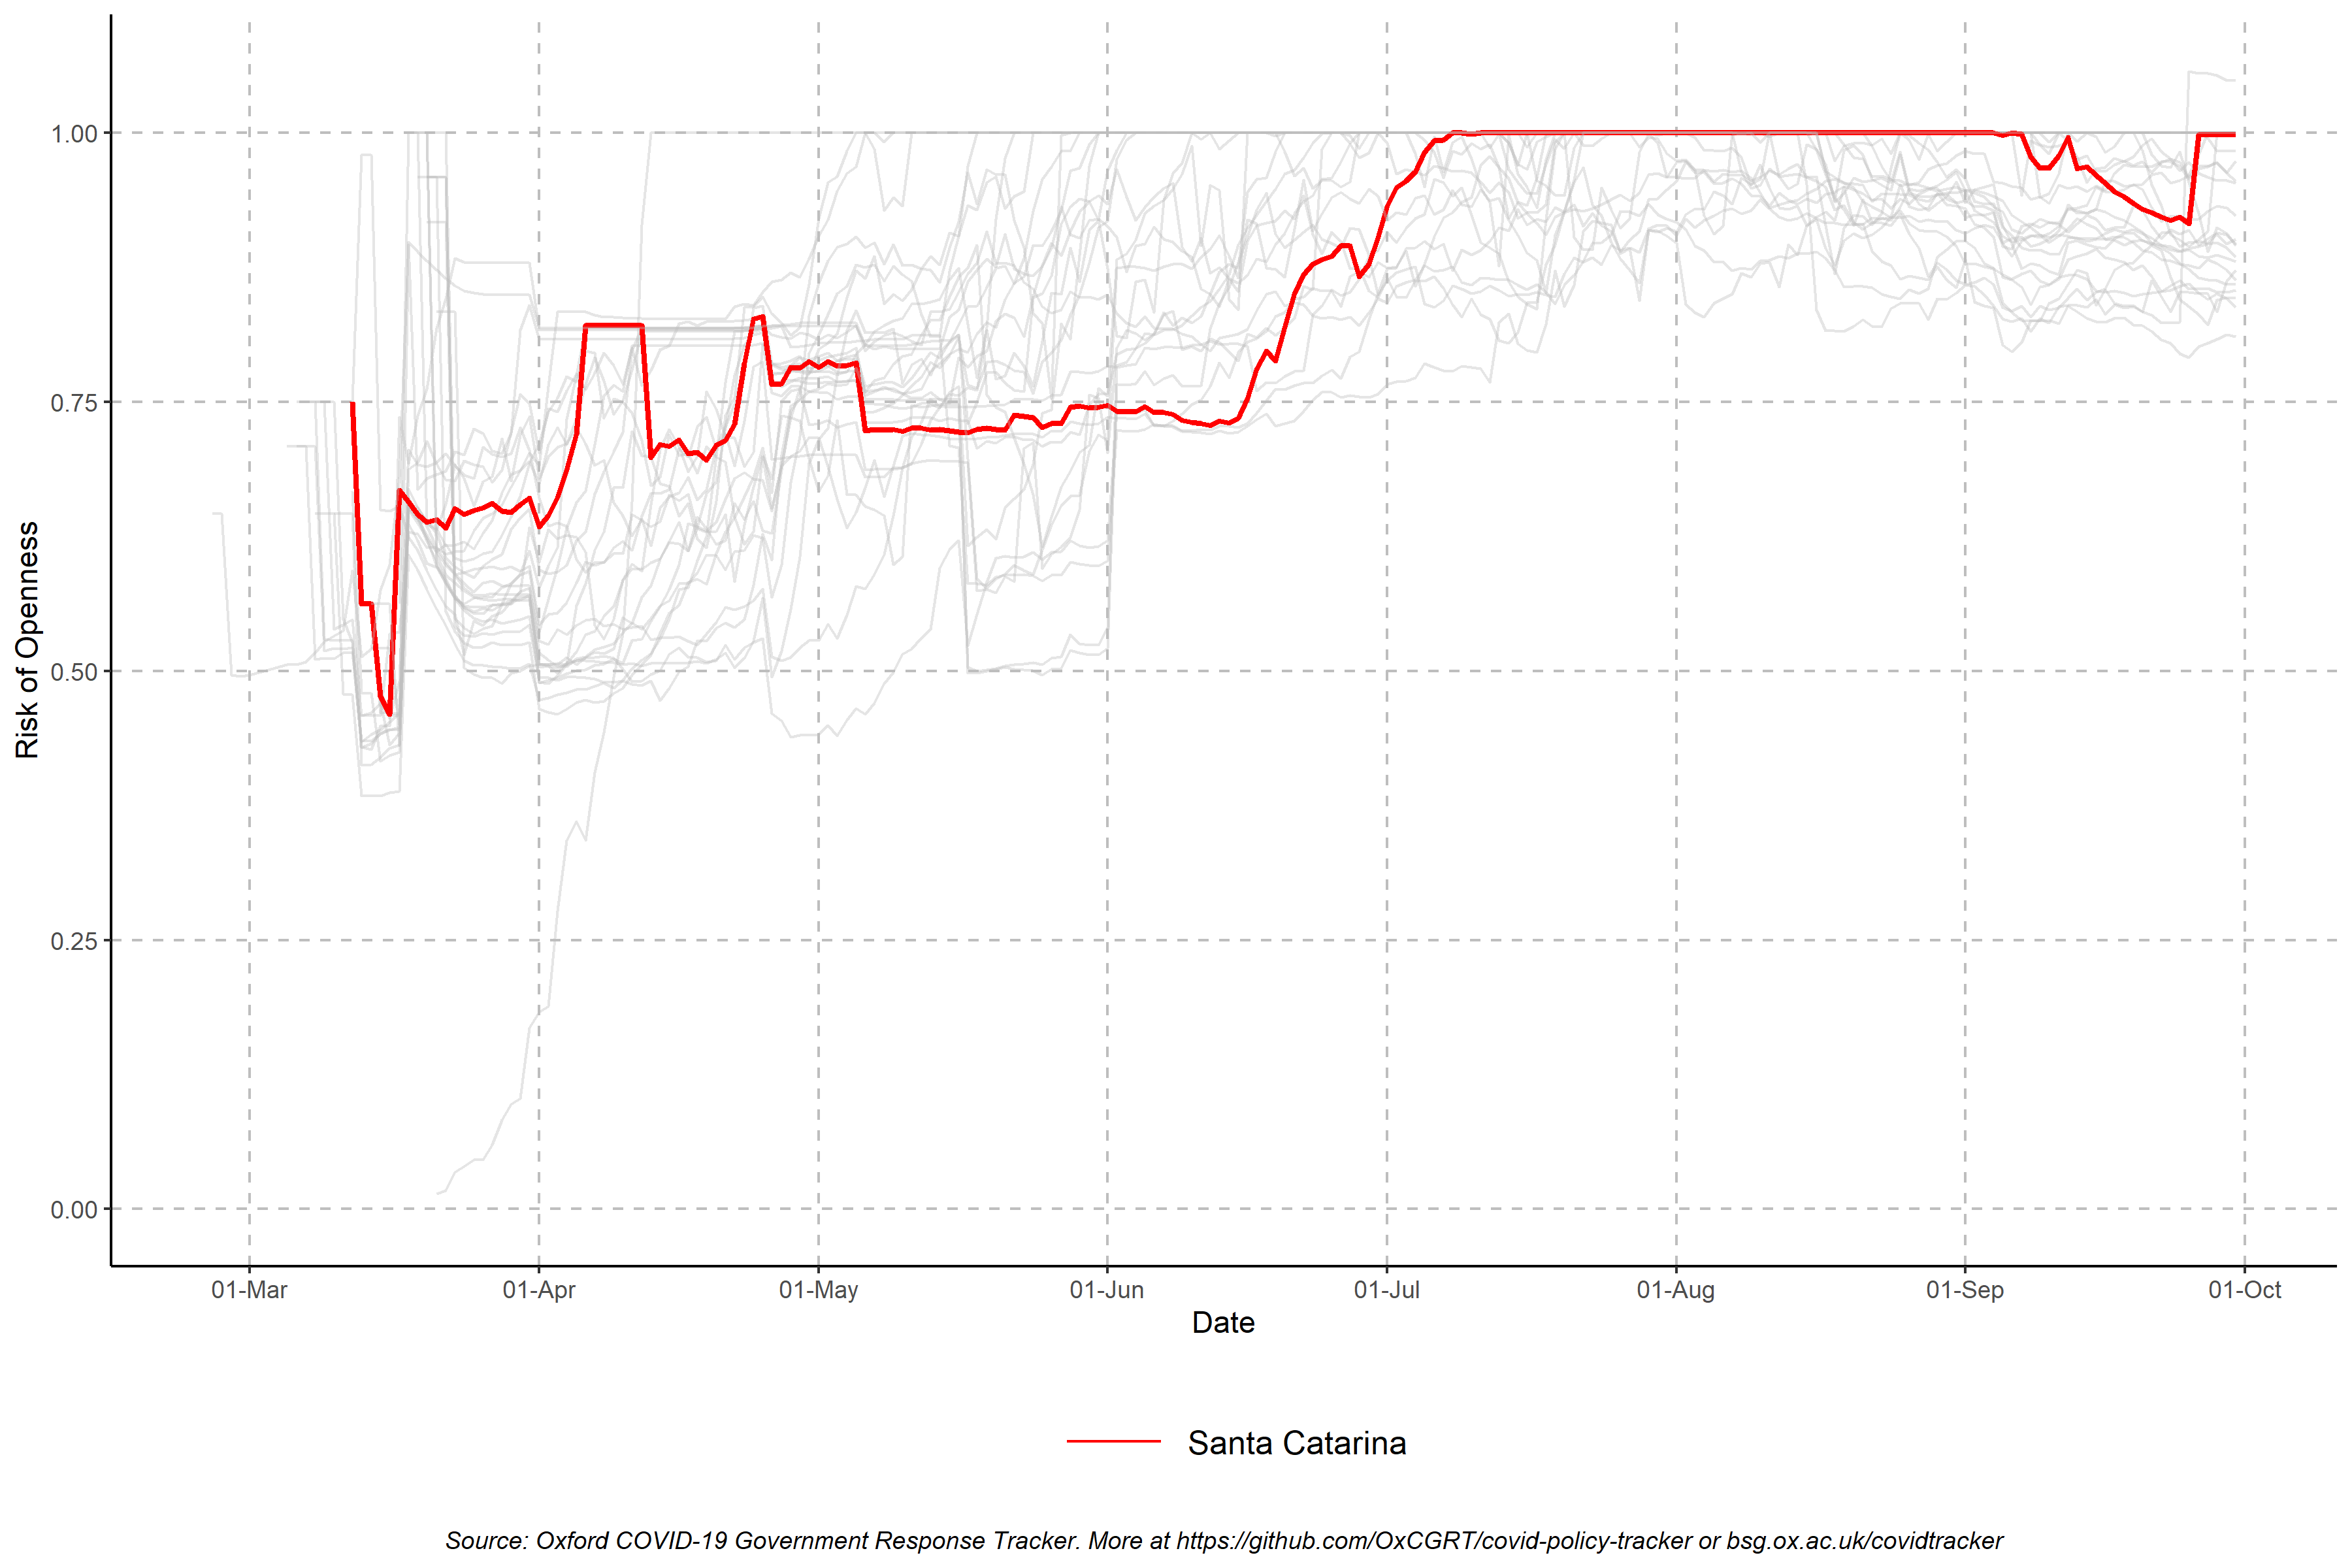 1.00
0.75
0.50
0.25
0.00
Risk of Openness
01-Mar 01-Apr 01-May 01-Jun 01-Jul 01-Aug 01-Sep 01-Oct
Date
Santa Catarina
Source: Oxford COVID-19 Government Response Tracker. More at https://github.com/OxCGRT/covid-policy-tracker or bsg.ox.ac.uk/covidtracker